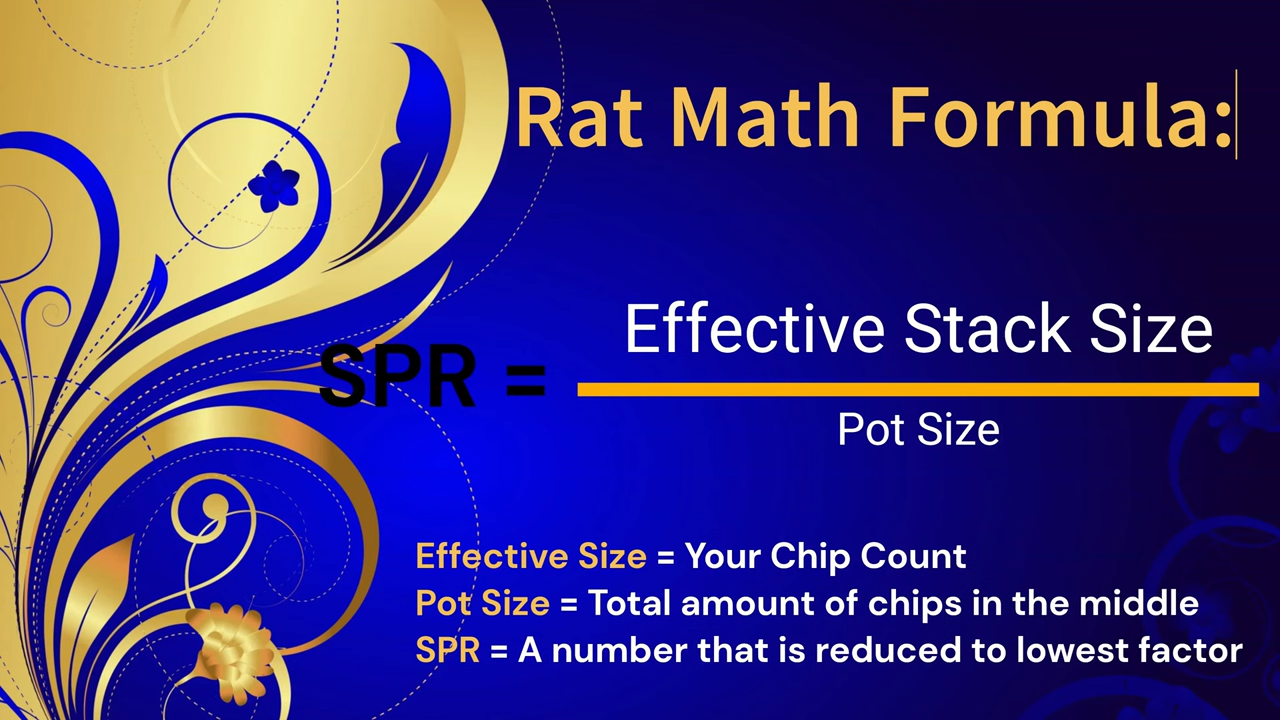 Rat Math Formula:
SPR =
Effective Stack Size
Pot Size
Effective Size = Your Chip Count
Pot Size = Total amount of chips in the middle
SPR = A number that is reduced to lowest factor